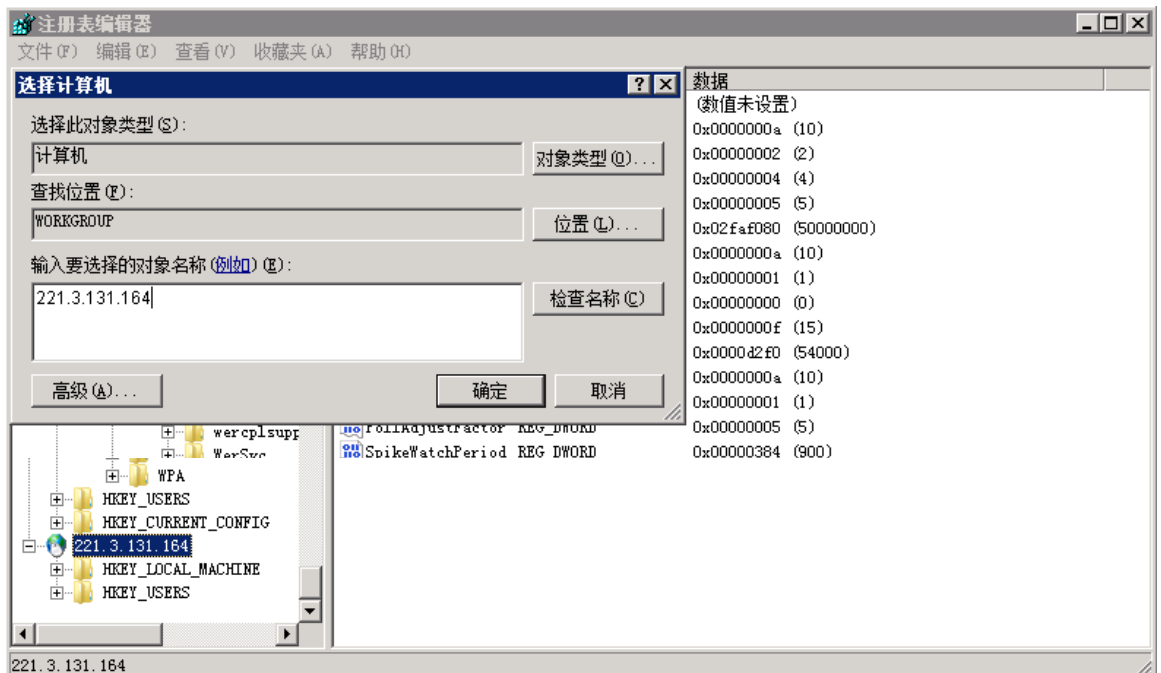 注册表编辑器
文件(F) 编辑(E) 查看(V) 收藏夹(A) 帮助(H)
选择计算机
选择此对象类型(S):
计算机
对象类型(O)...
查找位置(F):
WORKGROUP
位置(L)...
输入要选择的对象名称(例如)(E):
221.3.131.164
检查名称(C)
高级(A)...
确定
取消
数据
(数值未设置)
0x0000000a (10)
0x00000002 (2)
0x00000004 (4)
0x00000005 (5)
0x02faf080 (50000000)
0x0000000a (10)
0x00000001 (1)
0x00000000 (0)
0x0000000f (15)
0x0000d2f0 (54000)
0x0000000a (10)
0x00000001 (1)
wercplsupp
PollAdjustFactor REG_DWORD 0x00000005 (5)
WerSvc
SpikeWatchPeriod REG_DWORD 0x00000384 (900)
WPA
HKEY_USERS
HKEY_CURRENT_CONFIG
221.3.131.164
HKEY_LOCAL_MACHINE
HKEY_USERS
221.3.131.164